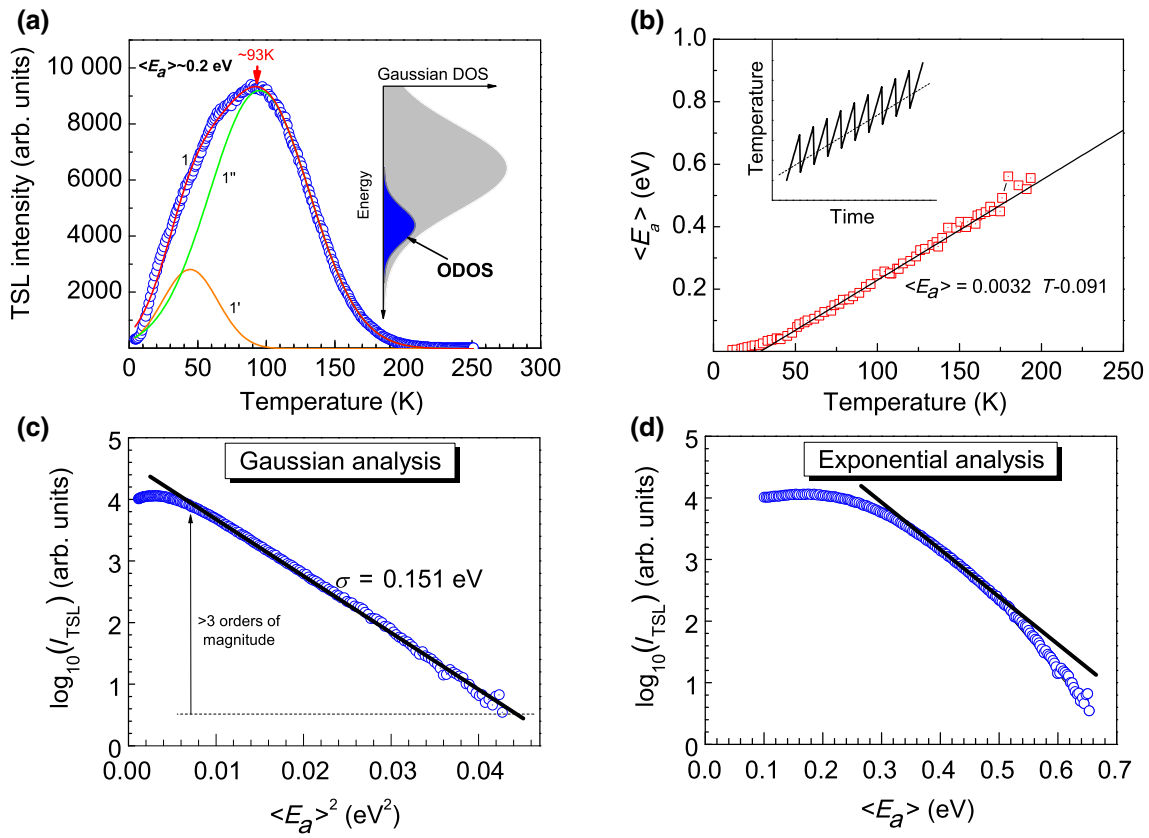 (a)
TSL intensity (arb. units)
10 000
8000
6000
4000
2000
<Ea>~0.2 eV
~93K
1
1"
1'
Gaussian DOS
Energy
ODOS
0 50 100 150 200 250 300
Temperature (K)
(b)
<Ea> (eV)
1.0
0.8
0.6
0.4
0.2
Temperature
Time
<Ea> = 0.0032 T-0.091
0 50 100 150 200 250
Temperature (K)
(c)
log10(ITSL) (arb. units)
5
4
3
2
1
0
Gaussian analysis
σ = 0.151 eV
>3 orders of
magnitude
0.00 0.01 0.02 0.03 0.04
<Ea>2 (eV2)
(d)
log10(ITSL) (arb. units)
5
4
3
2
1
0
Exponential analysis
0.0 0.1 0.2 0.3 0.4 0.5 0.6 0.7
<Ea> (eV)